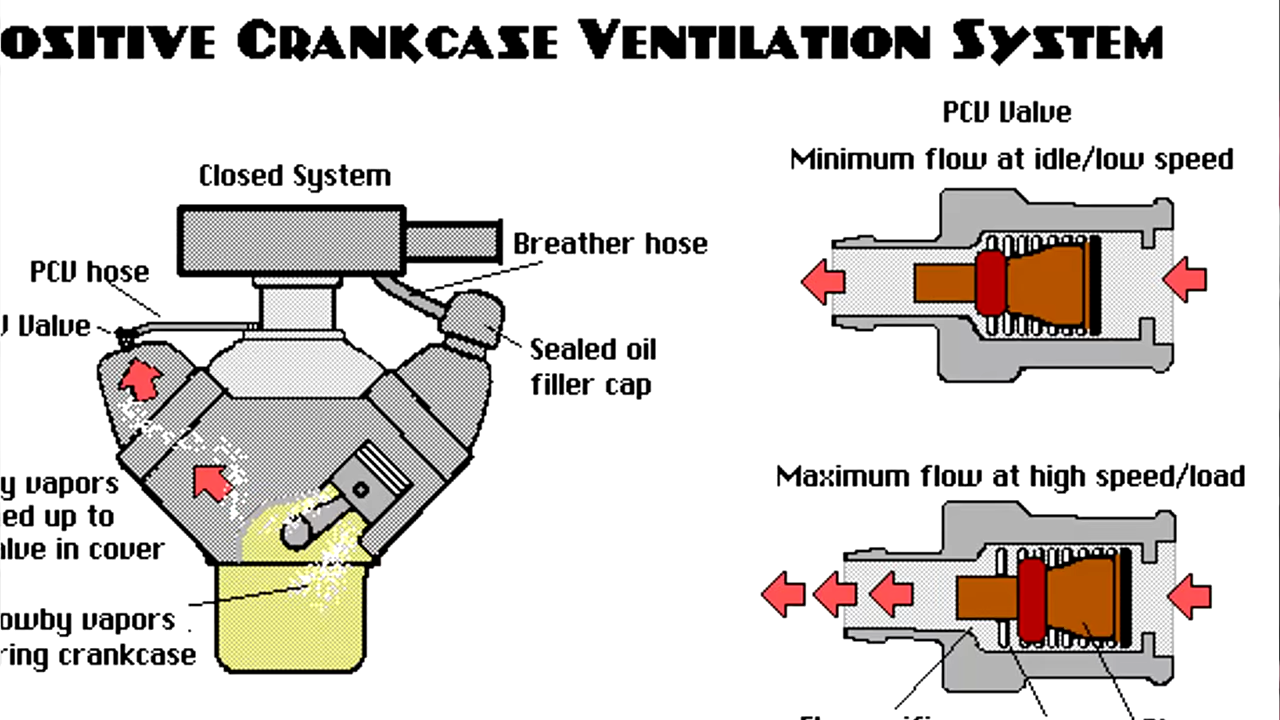 OSITIVE CRANKCASE VENTILATION SYSTEM
PCV Valve
Minimum flow at idle/low speed
Closed System
Breather hose
PCV hose
Valve
Sealed oil
filler cap
Maximum flow at high speed/load
y vapors
ed up to
alve in cover
owby vapors
ring crankcase